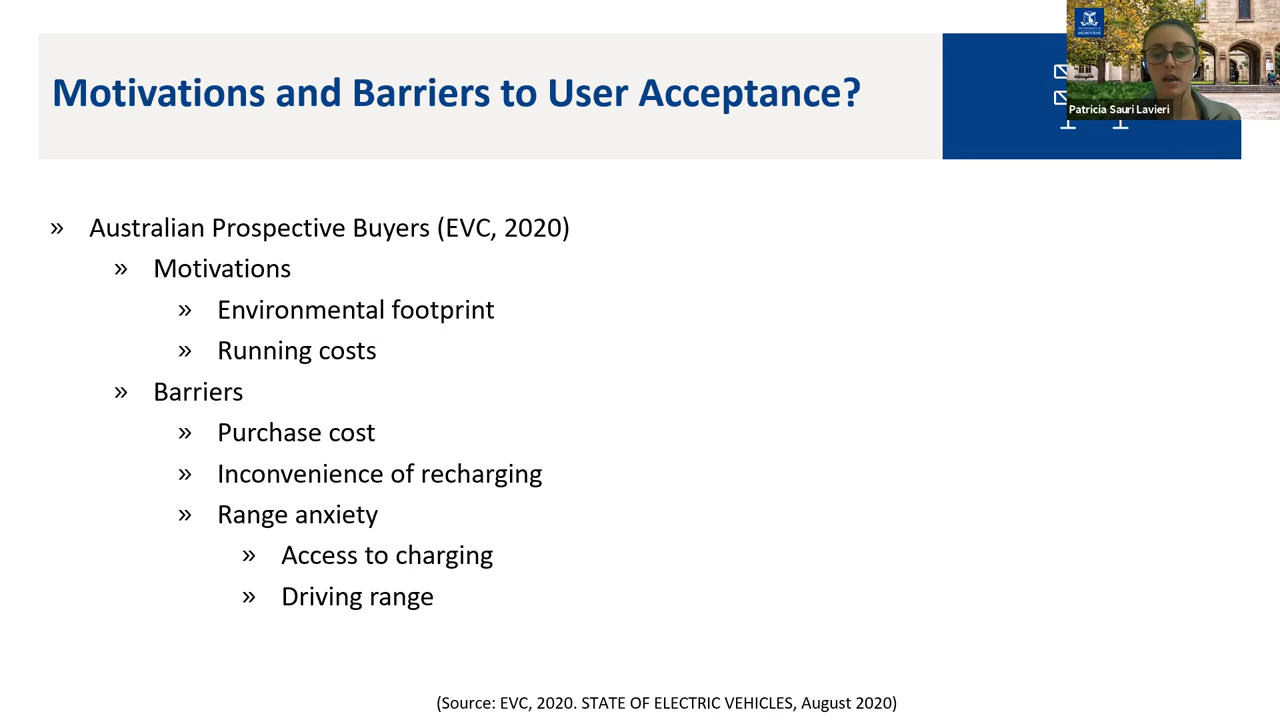 Motivations and Barriers to User Acceptance?
Patricia Sauri Lavieri
» Australian Prospective Buyers (EVC, 2020)
» Motivations
» Environmental footprint
» Running costs
» Barriers
» Purchase cost
» Inconvenience of recharging
» Range anxiety
» Access to charging
» Driving range
(Source: EVC, 2020. STATE OF ELECTRIC VEHICLES, August 2020)